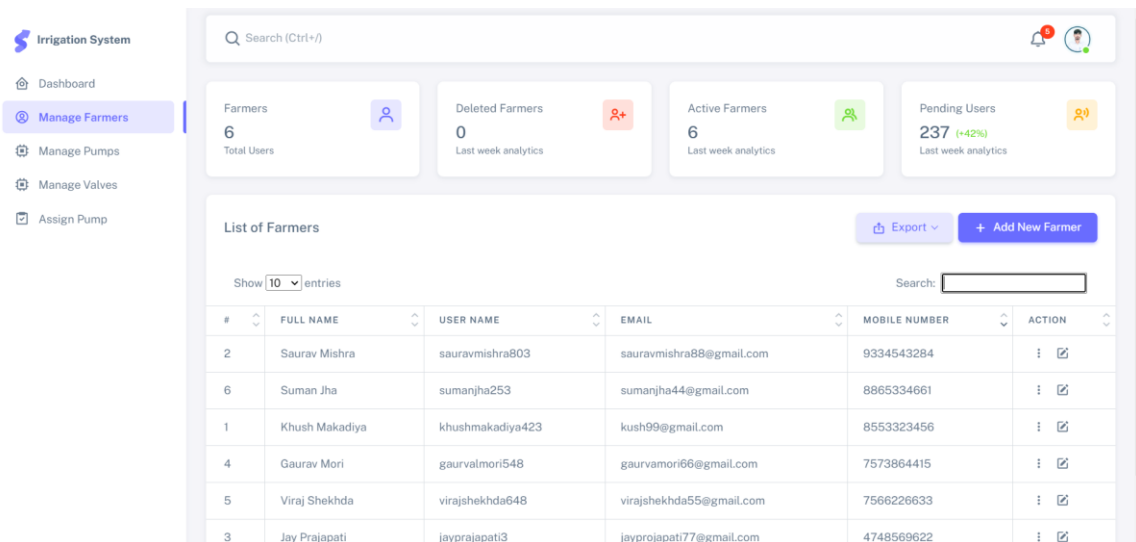 Irrigation System
Dashboard
Manage Farmers
Manage Pumps
Manage Valves
Assign Pump
Search (Ctrl+/)
5
Farmers
6
Total Users
Deleted Farmers
0
Last week analytics
Active Farmers
6
Last week analytics
Pending Users
237 (+42%)
Last week analytics
List of Farmers
Export
+ Add New Farmer
Show 10 entries
Search:
# FULL NAME USER NAME EMAIL MOBILE NUMBER ACTION
2 Saurav Mishra sauravmishra803 sauravmishra88@gmail.com 9334543284
6 Suman Jha sumanjha253 sumanjha44@gmail.com 8865334661
1 Khush Makadiya khushmakadiya423 kush99@gmail.com 8553323456
4 Gaurav Mori gaurvalmori548 gaurvamori66@gmail.com 7573864415
5 Viraj Shekhda virajshekhda648 virajshekhda55@gmail.com 7566226633
3 Jay Prajapati jayprajapati3 jayprojapati77@gmail.com 4748569622